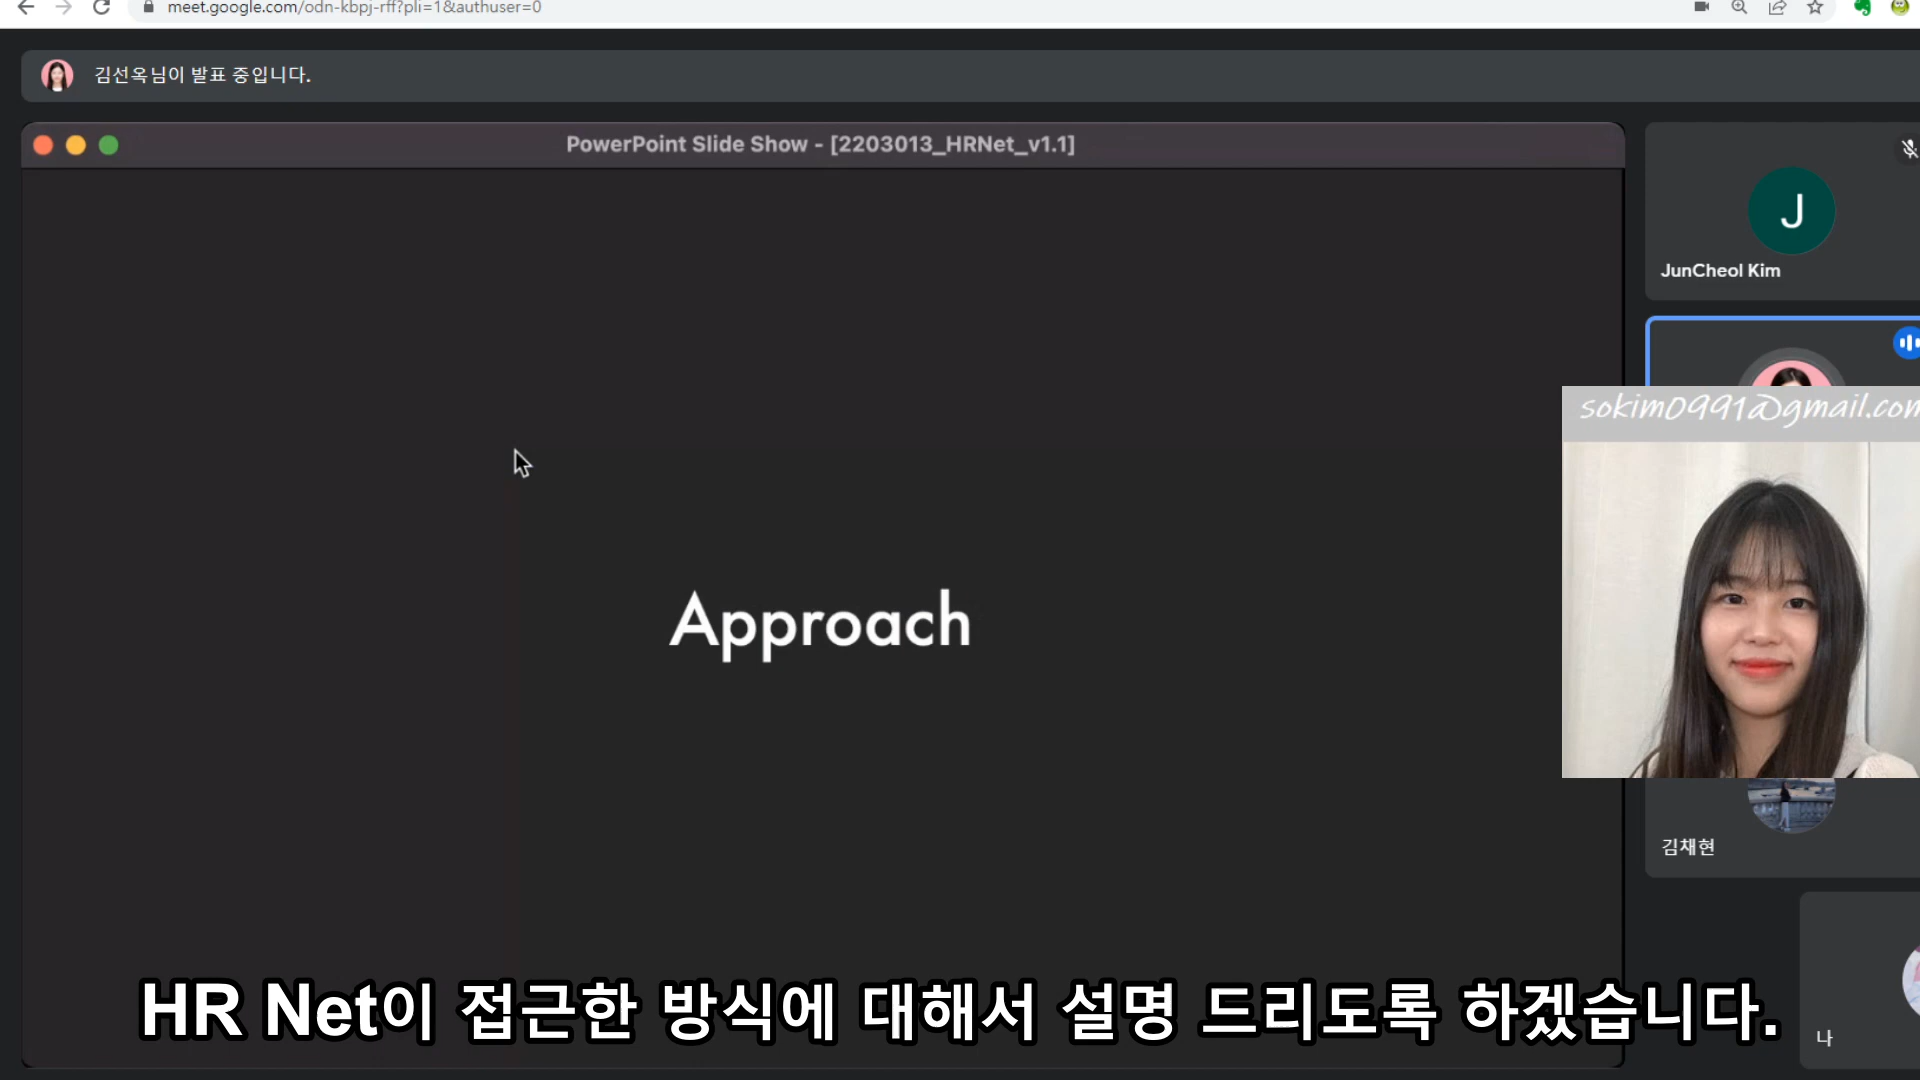 meet.google.com/odn-kbpj-rff?pli=1&authuser=0
김선옥님이 발표 중입니다.
PowerPoint Slide Show - [2203013_HRNet_v1.1]
J
JunCheol Kim
sokim0991@gmail.com
Approach
김채현
HR Net이 접근한 방식에 대해서 설명 드리도록 하겠습니다.
나